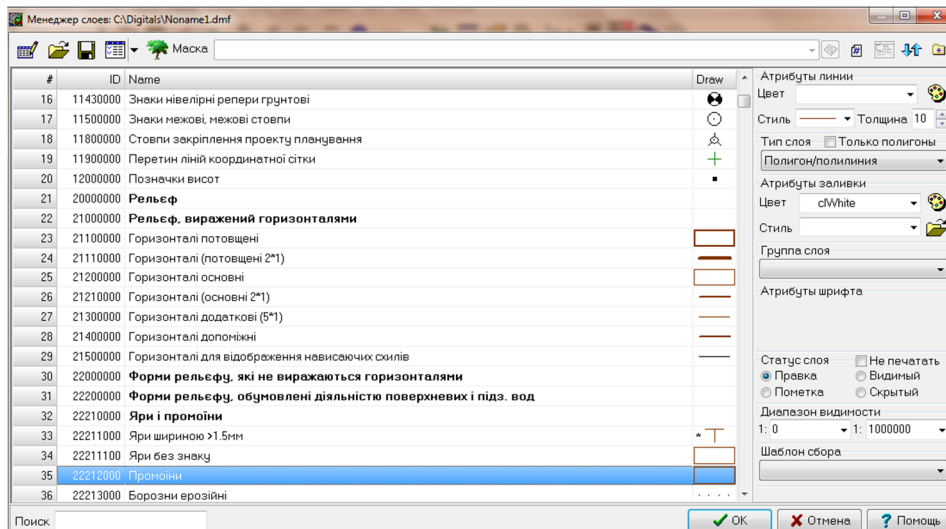 Менеджер слоев: C:\Digitals\Noname1.dmf
Маска
# ID Name Draw
16 11430000 Знаки нівелірні репери грунтові
17 11500000 Знаки межові, межові стовпи
18 11800000 Стовпи закріплення проекту планування
19 11900000 Перетин ліній координатної сітки
20 12000000 Позначки висот
21 20000000 Рельєф
22 21000000 Рельєф, виражений горизонталями
23 21100000 Горизонталі потовщені
24 21110000 Горизонталі (потовщені 2*1)
25 21200000 Горизонталі основні
26 21210000 Горизонталі (основні 2*1)
27 21300000 Горизонталі додаткові (5*1)
28 21400000 Горизонталі допоміжні
29 21500000 Горизонталі для відображення нависаючих схилів
30 22000000 Форми рельєфу, які не виражаються горизонталями
31 22200000 Форми рельєфу, обумовлені діяльністю поверхневих і підз. вод
32 22210000 Яри і промоїни
33 22211000 Яри шириною >1.5мм *
34 22211100 Яри без знаку
35 22212000 Промоїни
36 22213000 Борозни ерозійні
Поиск
Атрибуты линии
Цвет
Стиль Толщина 10
Тип слоя Только полигоны
Полигон/полилиния
Атрибуты заливки
Цвет clWhite
Стиль
Группа слоя
Атрибуты шрифта
Статус слоя Не печатать
Правка Видимый
Пометка Скрытый
Диапазон видимости
1: 0 1: 1000000
Шаблон сбора
OK Отмена Помощь